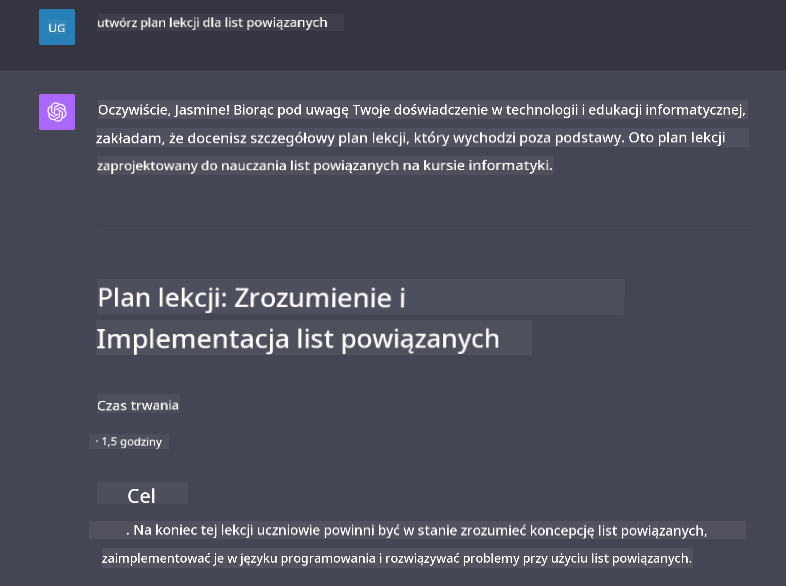 UG
utwórz plan lekcji dla list powiązanych
Oczywiście, Jasmine! Biorąc pod uwagę Twoje doświadczenie w technologii i edukacji informatycznej,
zakładam, że docenisz szczegółowy plan lekcji, który wychodzi poza podstawy. Oto plan lekcji
zaprojektowany do nauczania list powiązanych na kursie informatyki.
Plan lekcji: Zrozumienie i
Implementacja list powiązanych
Czas trwania
· 1,5 godziny
Cel
. Na koniec tej lekcji uczniowie powinni być w stanie zrozumieć koncepcję list powiązanych,
zaimplementować je w języku programowania i rozwiązywać problemy przy użyciu list powiązanych.